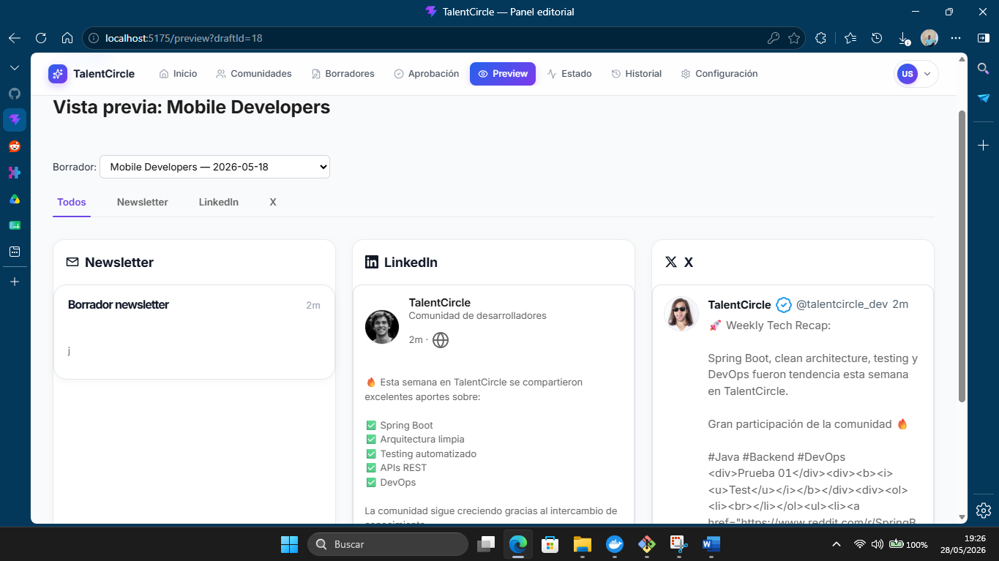 TalentCircle — Panel editorial
localhost:5175/preview?draftId=18
TalentCircle
Inicio
Comunidades
Borradores
Aprobación
Preview
Estado
Historial
Configuración
US
Vista previa: Mobile Developers
Borrador:
Mobile Developers — 2026-05-18
Todos
Newsletter
LinkedIn
X
Newsletter
Borrador newsletter
2m
j
LinkedIn
TalentCircle
Comunidad de desarrolladores
2m ·
🔥 Esta semana en TalentCircle se compartieron
excelentes aportes sobre:
✅ Spring Boot
✅ Arquitectura limpia
✅ Testing automatizado
✅ APIs REST
✅ DevOps
La comunidad sigue creciendo gracias al intercambio de
X
TalentCircle @talentcircle_dev 2m
🚀 Weekly Tech Recap:
Spring Boot, clean architecture, testing y
DevOps fueron tendencia esta semana
en TalentCircle.
Gran participación de la comunidad 🔥
#Java #Backend #DevOps
<div>Prueba 01</div><div><b><i>
<u>Test</u></i></b></div><div><ol>
<li><br></li></ol><ul><li><a
href="https://www.reddit.com/r/SpringB
Buscar
100%
19:26
28/05/2026